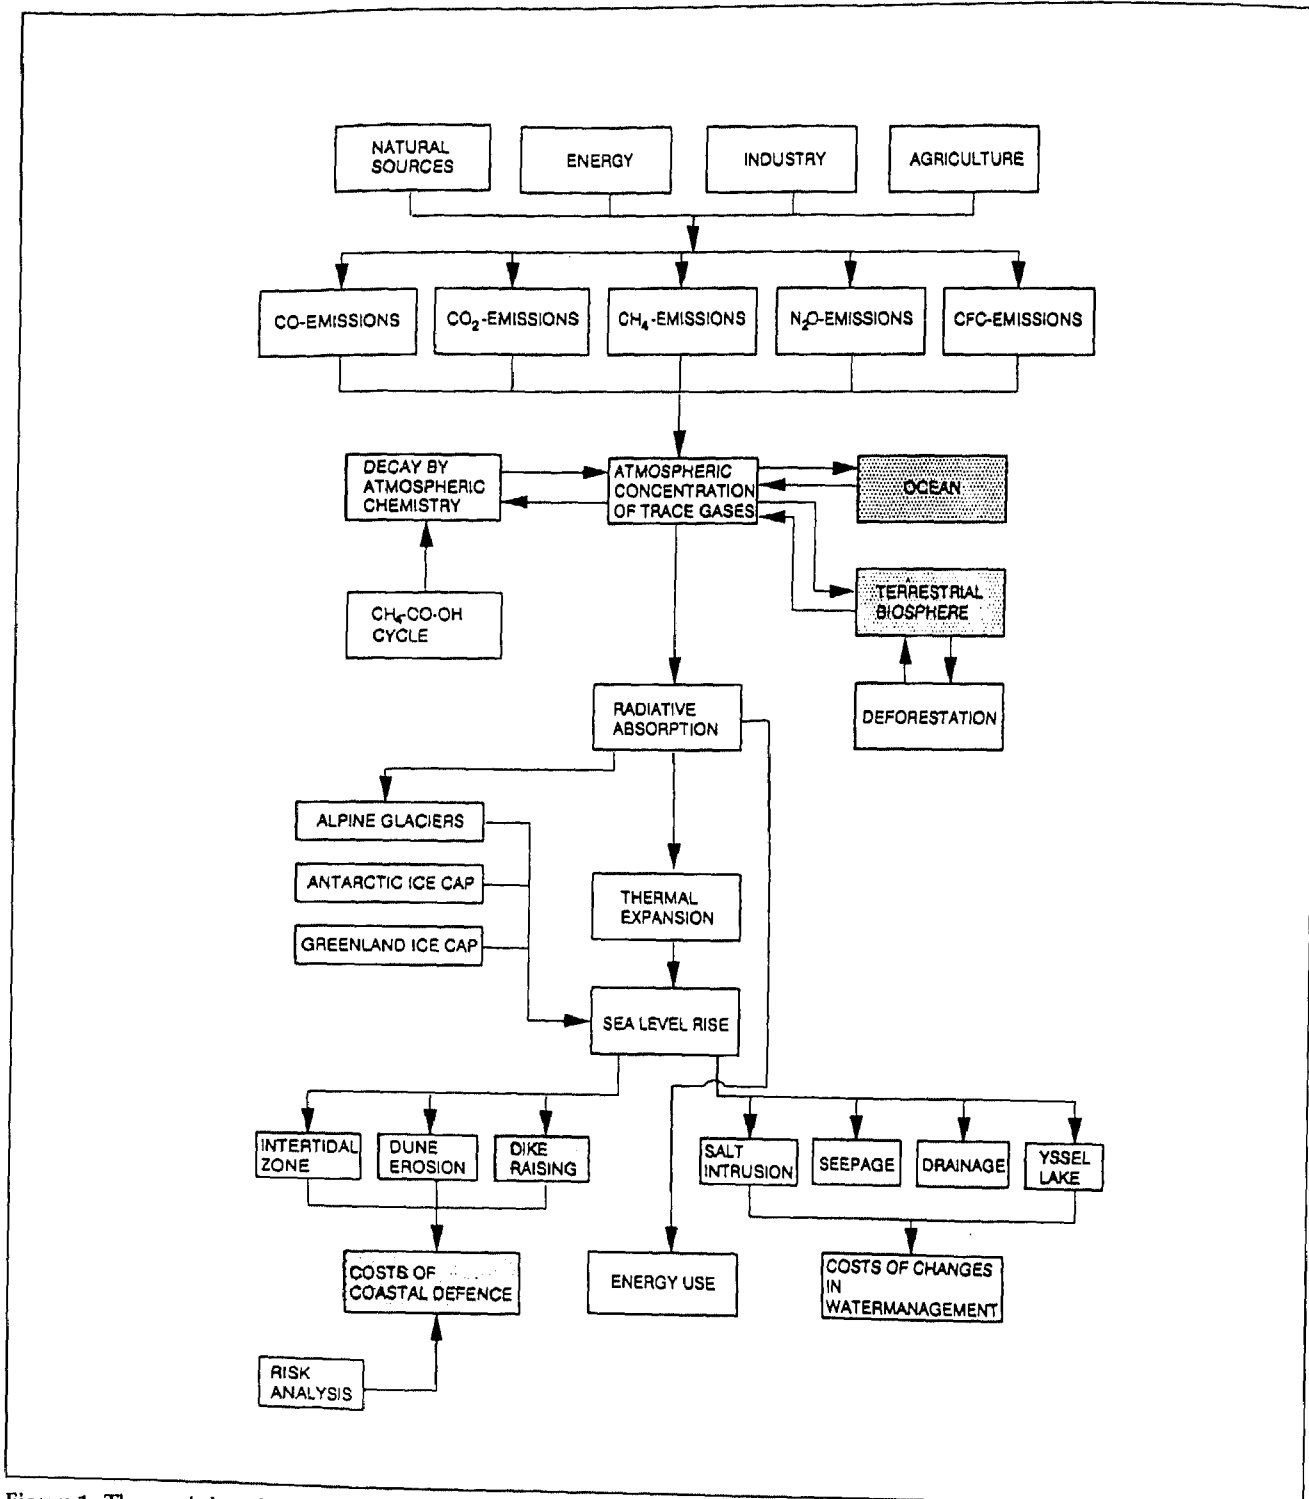 NATURAL
SOURCES
ENERGY
INDUSTRY
AGRICULTURE
CO-EMISSIONS
CO₂-EMISSIONS
CH₄-EMISSIONS
N₂O-EMISSIONS
CFC-EMISSIONS
DECAY BY
ATMOSPHERIC
CHEMISTRY
ATMOSPHERIC
CONCENTRATION
OF TRACE GASES
OCEAN
TERRESTRIAL
BIOSPHERE
CH₄-CO-OH
CYCLE
RADIATIVE
ABSORPTION
DEFORESTATION
ALPINE GLACIERS
ANTARCTIC ICE CAP
THERMAL
EXPANSION
GREENLAND ICE CAP
SEA LEVEL RISE
INTERTIDAL
ZONE
DUNE
EROSION
DIKE
RAISING
SALT
INTRUSION
SEEPAGE
DRAINAGE
YSSEL
LAKE
COSTS OF
COASTAL DEFENCE
ENERGY USE
COSTS OF CHANGES
IN
WATERMANAGEMENT
RISK
ANALYSIS